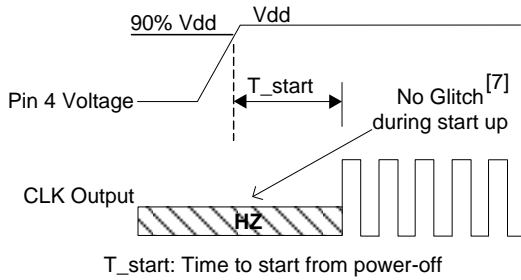 90% Vdd
Vdd
T_start
Pin 4 Voltage
No Glitch[7]
during start up
CLK Output
HZ
T_start: Time to start from power-off